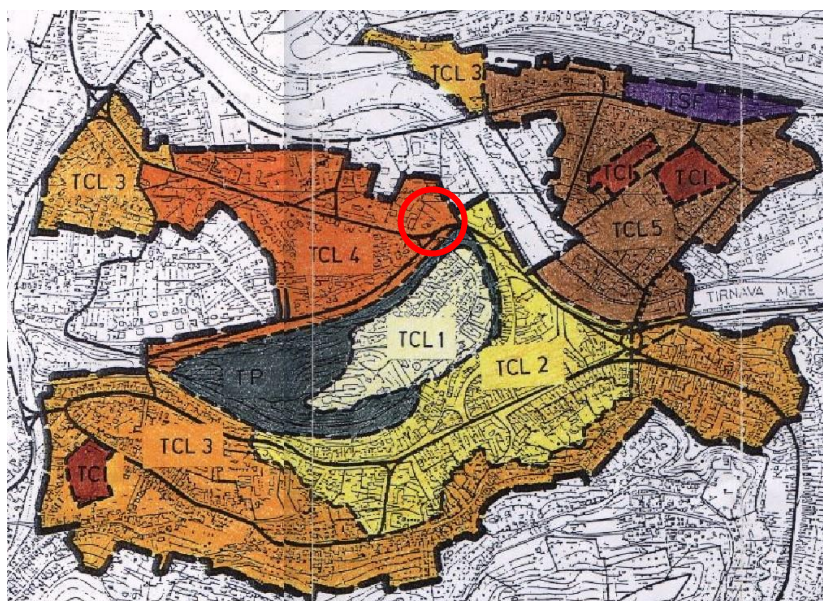 TCL 3
TSF
TCI
TCI
TCL 3
TCL 5
TCL 4
TIRNAVA MARE
TCL 1
TCL 2
TP
TCL 3
TCI